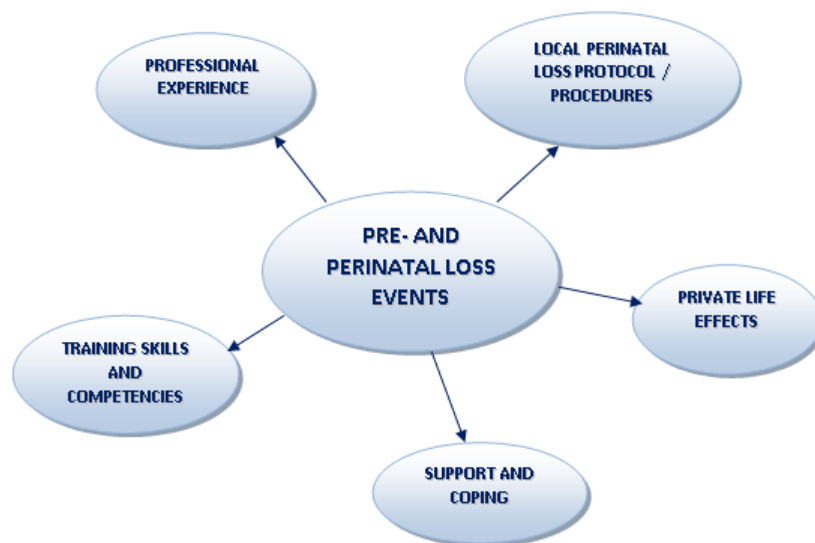 PROFESSIONAL
EXPERIENCE
LOCAL PERINATAL
LOSS PROTOCOL /
PROCEDURES
PRE- AND
PERINATAL LOSS
EVENTS
PRIVATE LIFE
EFFECTS
TRAINING SKILLS
AND
COMPETENCIES
SUPPORT AND
COPING